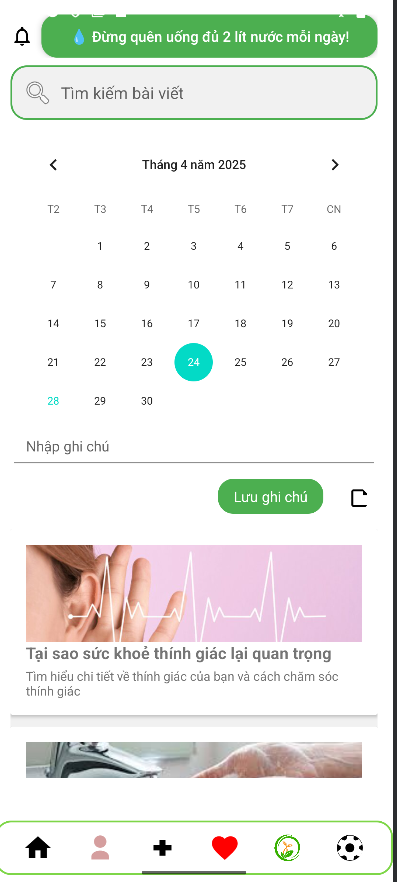 💧 Đừng quên uống đủ 2 lít nước mỗi ngày!
Tìm kiếm bài viết
Tháng 4 năm 2025
T2 T3 T4 T5 T6 T7 CN
1 2 3 4 5 6
7 8 9 10 11 12 13
14 15 16 17 18 19 20
21 22 23 24 25 26 27
28 29 30
Nhập ghi chú
Lưu ghi chú
Tại sao sức khoẻ thính giác lại quan trọng
Tìm hiểu chi tiết về thính giác của bạn và cách chăm sóc
thính giác